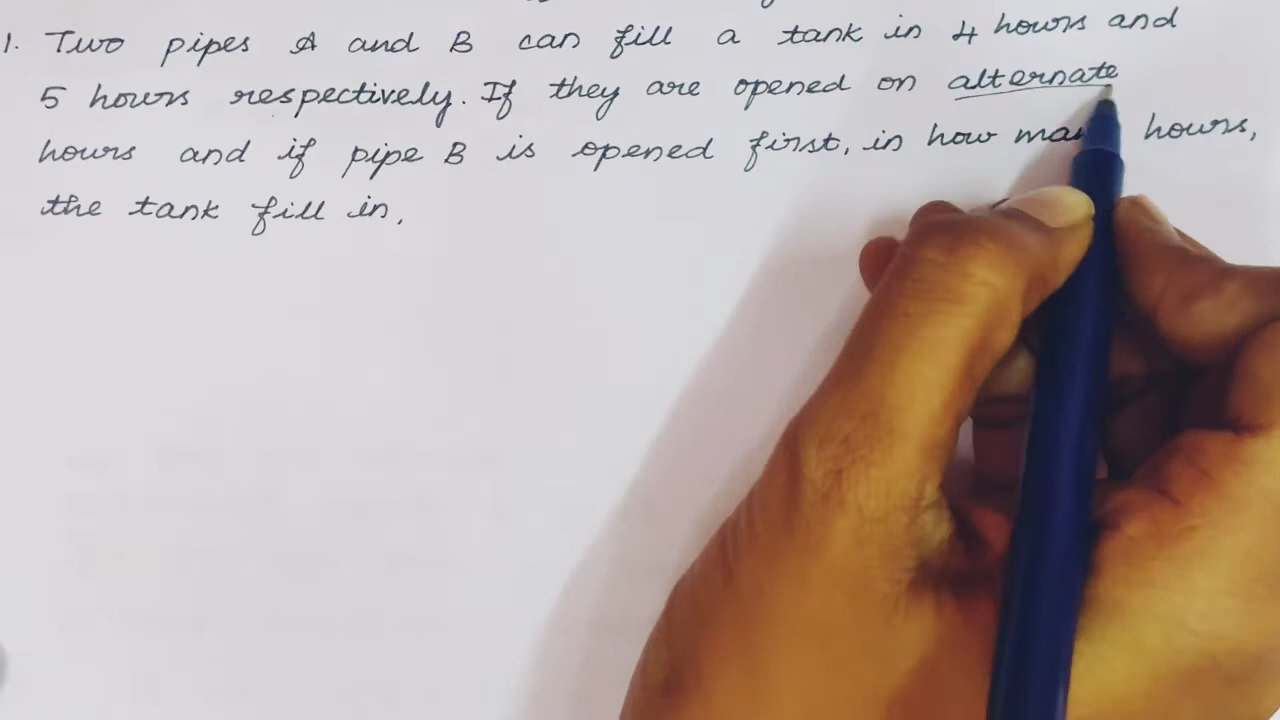 1. Two pipes A and B can fill a tank in 4 hours and
5 hours respectively. If they are opened on alternate
hours and if pipe B is opened first, in how hours,
the tank fill in.